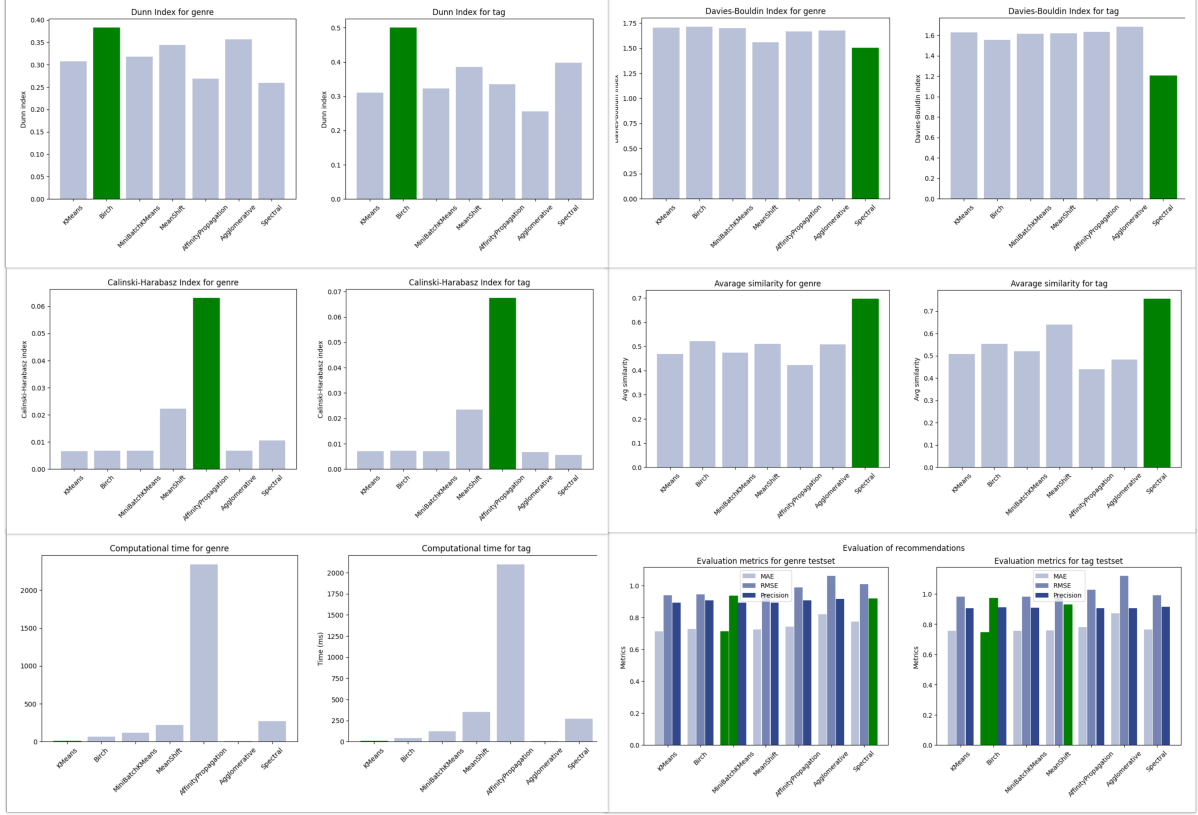 Dunn Index for genre
Dunn index
0.40
0.35
0.30
0.25
0.20
0.15
0.10
0.05
0.00
KMeans
Birch
MiniBatchKMeans
MeanShift
AffinityPropagation
Agglomerative
Spectral
Dunn Index for tag
Dunn index
0.5
0.4
0.3
0.2
0.1
0.0
KMeans
Birch
MiniBatchKMeans
MeanShift
AffinityPropagation
Agglomerative
Spectral
Davies-Bouldin Index for genre
Davies-Bouldin index
1.75
1.50
1.25
1.00
0.75
0.50
0.25
0.00
KMeans
Birch
MiniBatchKMeans
MeanShift
AffinityPropagation
Agglomerative
Spectral
Davies-Bouldin Index for tag
Davies-Bouldin Index
1.6
1.4
1.2
1.0
0.8
0.6
0.4
0.2
0.0
KMeans
Birch
MiniBatchKMeans
MeanShift
AffinityPropagation
Agglomerative
Spectral
Calinski-Harabasz Index for genre
Calinski-Harabasz index
0.06
0.05
0.04
0.03
0.02
0.01
0.00
KMeans
Birch
MiniBatchKMeans
MeanShift
AffinityPropagation
Agglomerative
Spectral
Calinski-Harabasz Index for tag
Calinski-Harabasz index
0.07
0.06
0.05
0.04
0.03
0.02
0.01
0.00
KMeans
Birch
MiniBatchKMeans
MeanShift
AffinityPropagation
Agglomerative
Spectral
Avarage similarity for genre
Avg similarity
0.7
0.6
0.5
0.4
0.3
0.2
0.1
0.0
KMeans
Birch
MiniBatchKMeans
MeanShift
AffinityPropagation
Agglomerative
Spectral
Avarage similarity for tag
Avg similarity
0.7
0.6
0.5
0.4
0.3
0.2
0.1
0.0
KMeans
Birch
MiniBatchKMeans
MeanShift
AffinityPropagation
Agglomerative
Spectral
Computational time for genre
2000
1500
1000
500
0
KMeans
Birch
MiniBatchKMeans
MeanShift
AffinityPropagation
Agglomerative
Spectral
Computational time for tag
Time (ms)
2000
1750
1500
1250
1000
750
500
250
0
KMeans
Birch
MiniBatchKMeans
MeanShift
AffinityPropagation
Agglomerative
Spectral
Evaluation of recommendations
Evaluation metrics for genre testset
MAE
RMSE
Precision
Metrics
1.0
0.8
0.6
0.4
0.2
0.0
KMeans
Birch
MiniBatchKMeans
MeanShift
AffinityPropagation
Agglomerative
Spectral
Evaluation metrics for tag testset
MAE
RMSE
Precision
Metrics
1.0
0.8
0.6
0.4
0.2
0.0
KMeans
Birch
MiniBatchKMeans
MeanShift
AffinityPropagation
Agglomerative
Spectral